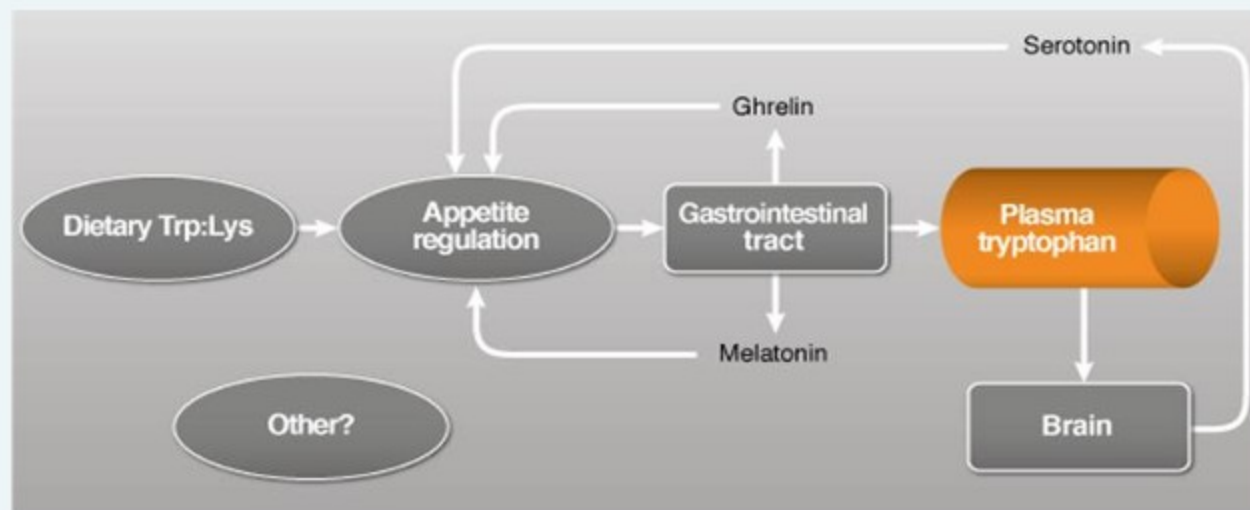 Serotonin
Ghrelin
Dietary Trp:Lys
Appetite
regulation
Gastrointestinal
tract
Plasma
tryptophan
Melatonin
Other?
Brain